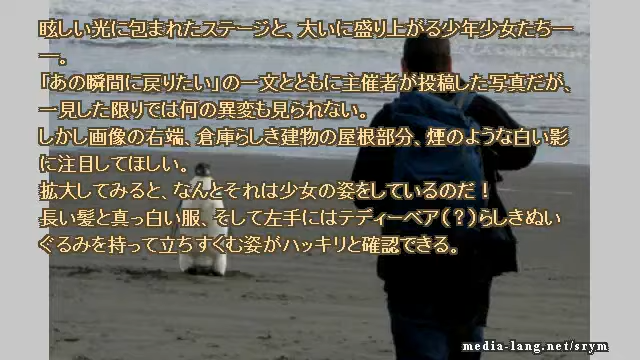 眩しい光に包まれたステージと、大いに盛り上がる少年少女たち―
―。
「あの瞬間に戻りたい」の一文とともに主催者が投稿した写真だが、
一見した限りでは何の異変も見られない。
しかし画像の右端、倉庫らしき建物の屋根部分、煙のような白い影
に注目してほしい。
拡大してみると、なんとそれは少女の姿をしているのだ！
長い髪と真っ白い服、そして左手にはテディーベア（？）らしきぬい
ぐるみを持って立ちすくむ姿がハッキリと確認できる。
media-lang.net/srym